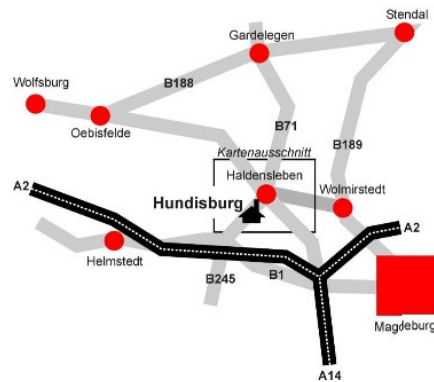 Stendal
Gardelegen
Wolfsburg
B188
Oebisfelde
B71
B189
Kartenausschnitt
Haldensleben
A2
Hundisburg
Wolmirstedt
A2
Helmstedt
B245
B1
Magdeburg
A14